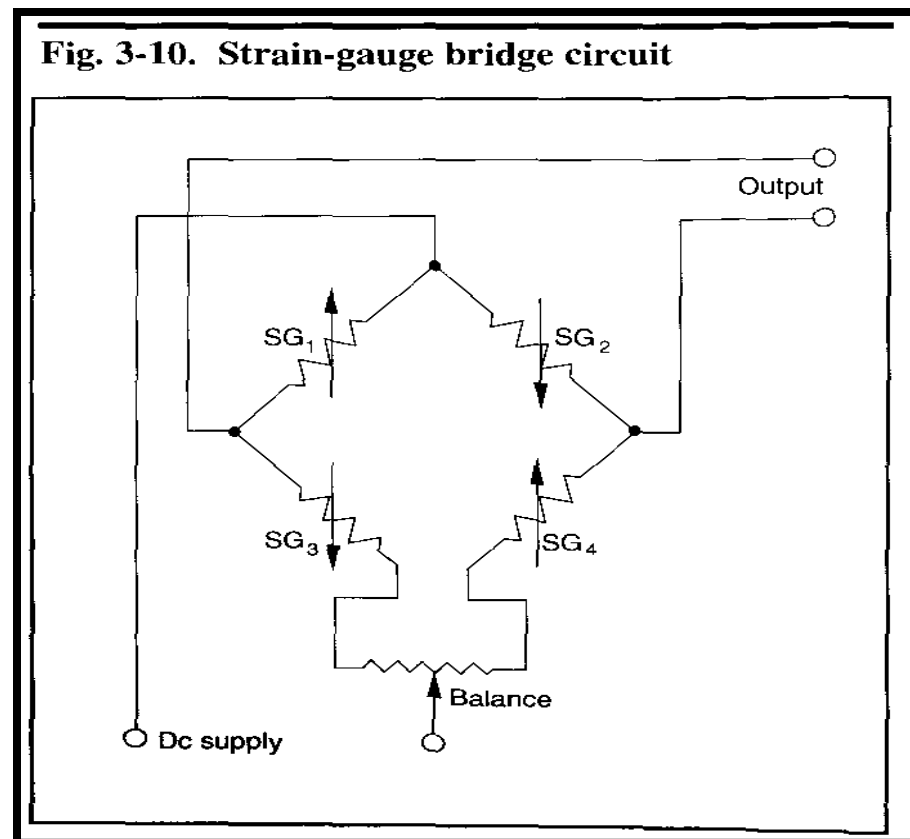 Fig. 3-10. Strain-gauge bridge circuit
Output
SG₁
SG₂
SG₃
SG₄
Balance
Dc supply